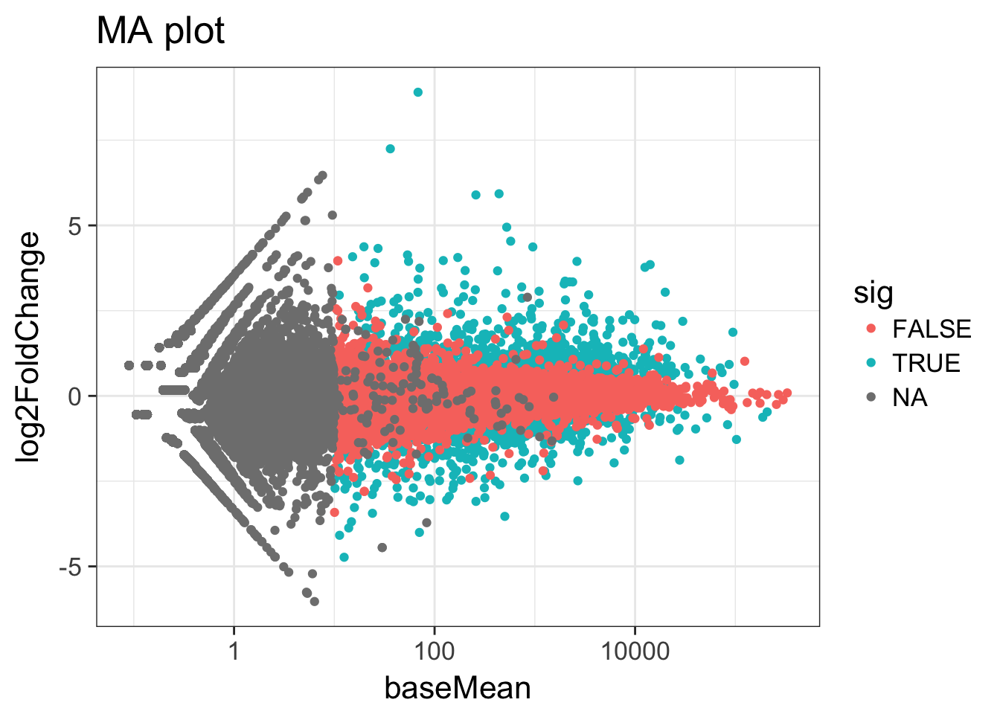 MA plot
log2FoldChange
5
0
-5
1
100
10000
baseMean
sig
FALSE
TRUE
NA